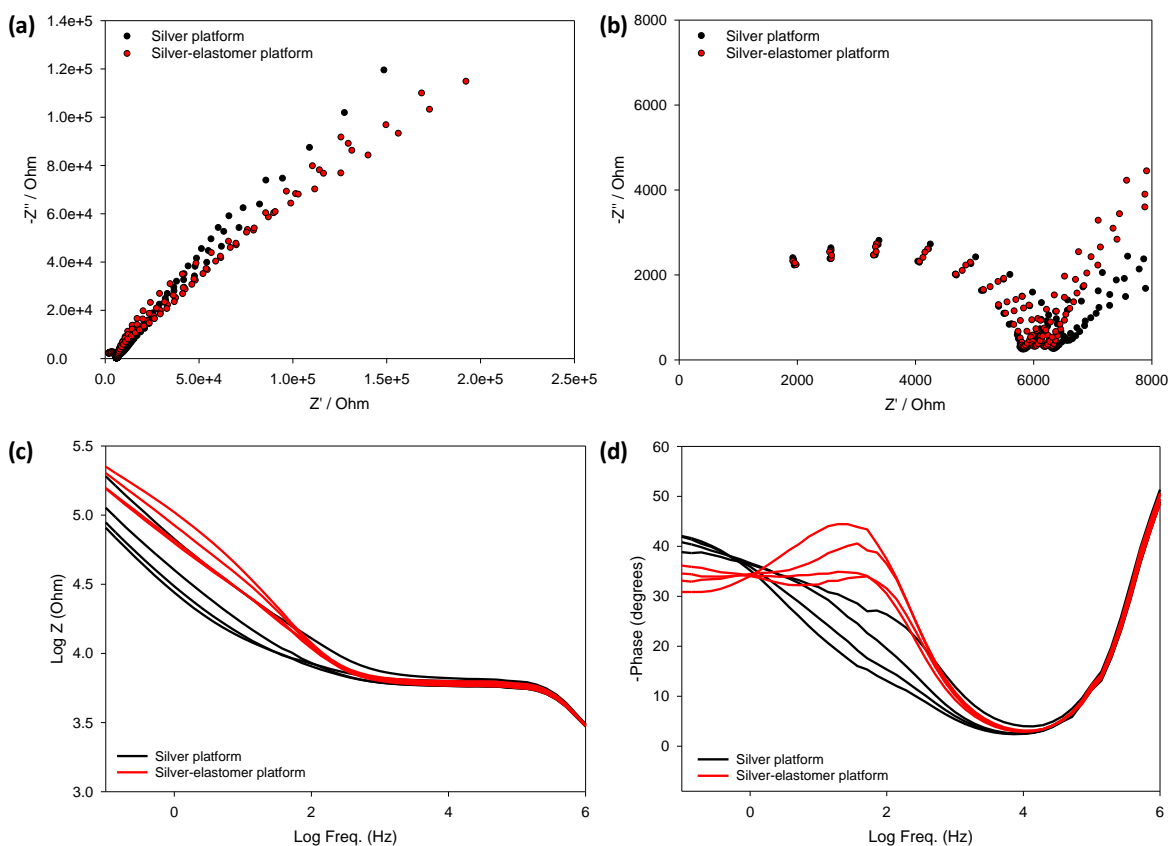 (a)
Silver platform
Silver-elastomer platform
-Z'' / Ohm
1.4e+5
1.2e+5
1.0e+5
8.0e+4
6.0e+4
4.0e+4
2.0e+4
0.0
0.0 5.0e+4 1.0e+5 1.5e+5 2.0e+5 2.5e+5
Z' / Ohm
(b)
Silver platform
Silver-elastomer platform
-Z'' / Ohm
8000
6000
4000
2000
0
0 2000 4000 6000 8000
Z' / Ohm
(c)
Log Z (Ohm)
5.5
5.0
4.5
4.0
3.5
3.0
Silver platform
Silver-elastomer platform
0 2 4 6
Log Freq. (Hz)
(d)
-Phase (degrees)
60
50
40
30
20
10
0
Silver platform
Silver-elastomer platform
0 2 4 6
Log Freq. (Hz)